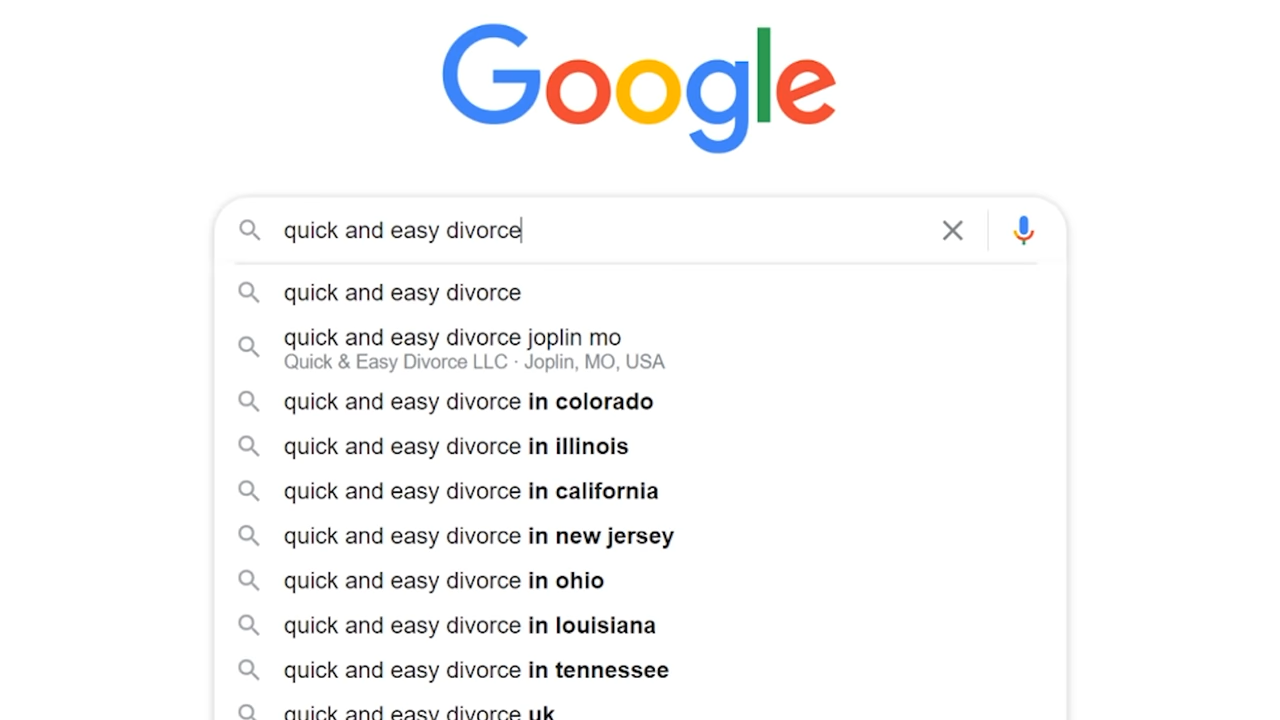 Google
quick and easy divorce
quick and easy divorce
quick and easy divorce joplin mo
Quick & Easy Divorce LLC · Joplin, MO, USA
quick and easy divorce in colorado
quick and easy divorce in illinois
quick and easy divorce in california
quick and easy divorce in new jersey
quick and easy divorce in ohio
quick and easy divorce in louisiana
quick and easy divorce in tennessee
quick and easy divorce uk